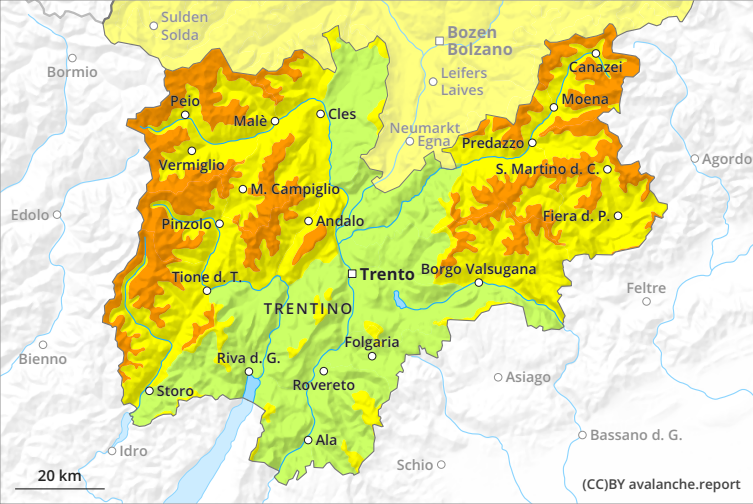 Sulden
Solda
Bozen
Bolzano
Bormio
Canazei
Leifers
Laives
Peio
Moena
Malè
Cles
Neumarkt
Egna
Predazzo
Agordo
Vermiglio
S. Martino d. C.
M. Campiglio
Edolo
Pinzolo
Andalo
Fiera d. P.
Tione d. T.
Trento
Borgo Valsugana
Feltre
TRENTINO
Folgaria
Bienno
Riva d. G.
Rovereto
Asiago
Storo
Ala
Bassano d. G.
Idro
Schio
20 km
(CC)BY avalanche.report